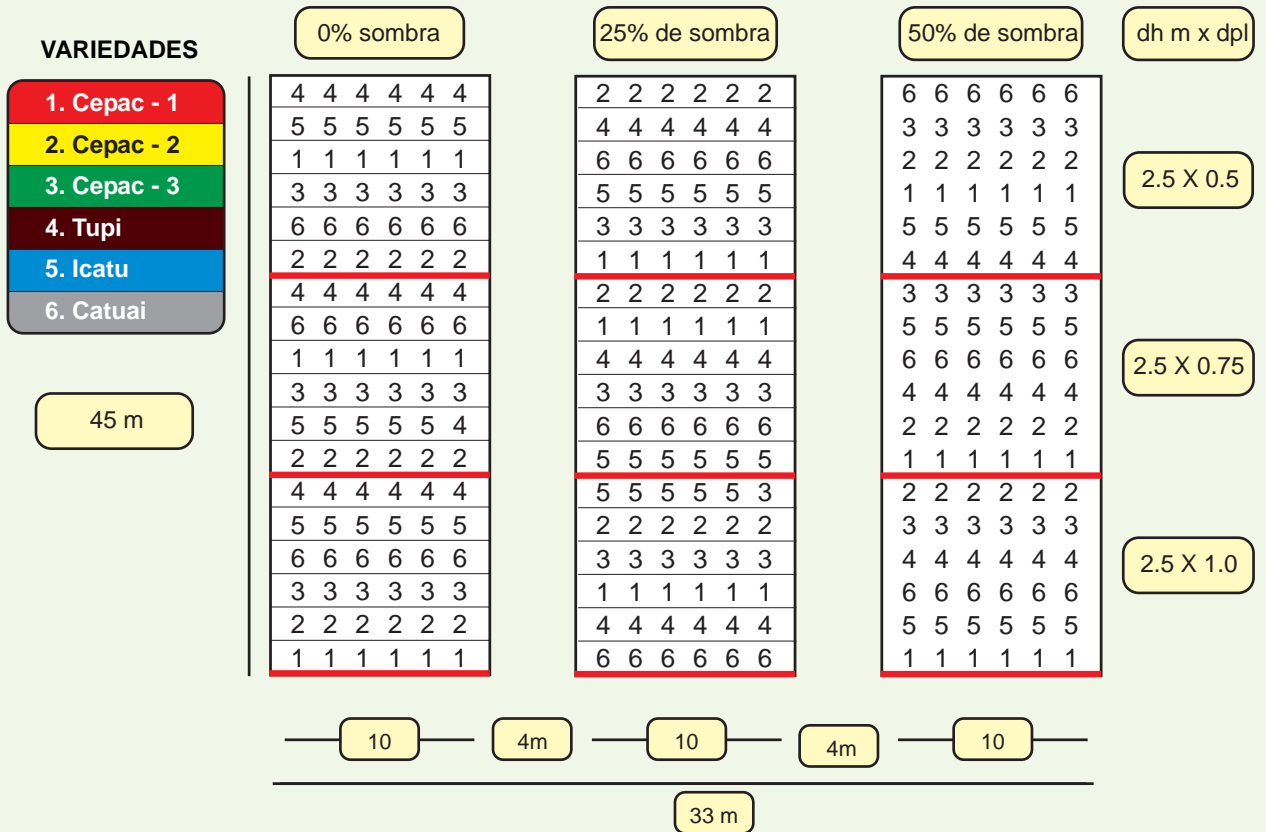 VARIEDADES
1. Cepac - 1
2. Cepac - 2
3. Cepac - 3
4. Tupi
5. Icatu
6. Catuai
45 m
0% sombra
4 4 4 4 4 4
5 5 5 5 5 5
1 1 1 1 1 1
3 3 3 3 3 3
6 6 6 6 6 6
2 2 2 2 2 2
4 4 4 4 4 4
6 6 6 6 6 6
1 1 1 1 1 1
3 3 3 3 3 3
5 5 5 5 5 4
2 2 2 2 2 2
4 4 4 4 4 4
5 5 5 5 5 5
6 6 6 6 6 6
3 3 3 3 3 3
2 2 2 2 2 2
1 1 1 1 1 1
25% de sombra
2 2 2 2 2 2
4 4 4 4 4 4
6 6 6 6 6 6
5 5 5 5 5 5
3 3 3 3 3 3
1 1 1 1 1 1
2 2 2 2 2 2
1 1 1 1 1 1
4 4 4 4 4 4
3 3 3 3 3 3
6 6 6 6 6 6
5 5 5 5 5 5
5 5 5 5 5 3
2 2 2 2 2 2
3 3 3 3 3 3
1 1 1 1 1 1
4 4 4 4 4 4
6 6 6 6 6 6
50% de sombra
6 6 6 6 6 6
3 3 3 3 3 3
2 2 2 2 2 2
1 1 1 1 1 1
5 5 5 5 5 5
4 4 4 4 4 4
3 3 3 3 3 3
5 5 5 5 5 5
6 6 6 6 6 6
4 4 4 4 4 4
2 2 2 2 2 2
1 1 1 1 1 1
2 2 2 2 2 2
3 3 3 3 3 3
4 4 4 4 4 4
6 6 6 6 6 6
5 5 5 5 5 5
1 1 1 1 1 1
dh m x dpl
2.5 X 0.5
2.5 X 0.75
2.5 X 1.0
10
4m
10
4m
10
33 m